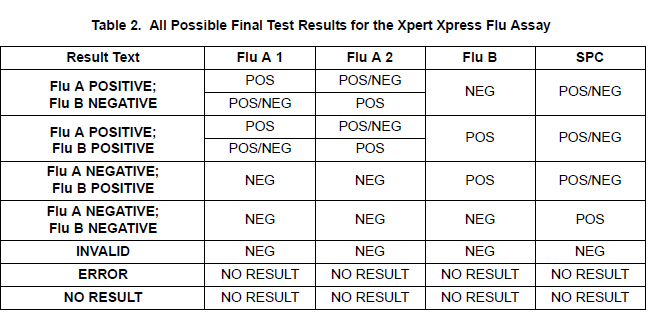 Table 2. All Possible Final Test Results for the Xpert Xpress Flu Assay
Result Text Flu A 1 Flu A 2 Flu B SPC
Flu A POSITIVE;
Flu B NEGATIVE
POS POS/NEG
POS/NEG POS
NEG POS/NEG
Flu A POSITIVE;
Flu B POSITIVE
POS POS/NEG
POS/NEG POS
POS POS/NEG
Flu A NEGATIVE;
Flu B POSITIVE
NEG NEG POS POS/NEG
Flu A NEGATIVE;
Flu B NEGATIVE
NEG NEG NEG POS
INVALID NEG NEG NEG NEG
ERROR NO RESULT NO RESULT NO RESULT NO RESULT
NO RESULT NO RESULT NO RESULT NO RESULT NO RESULT